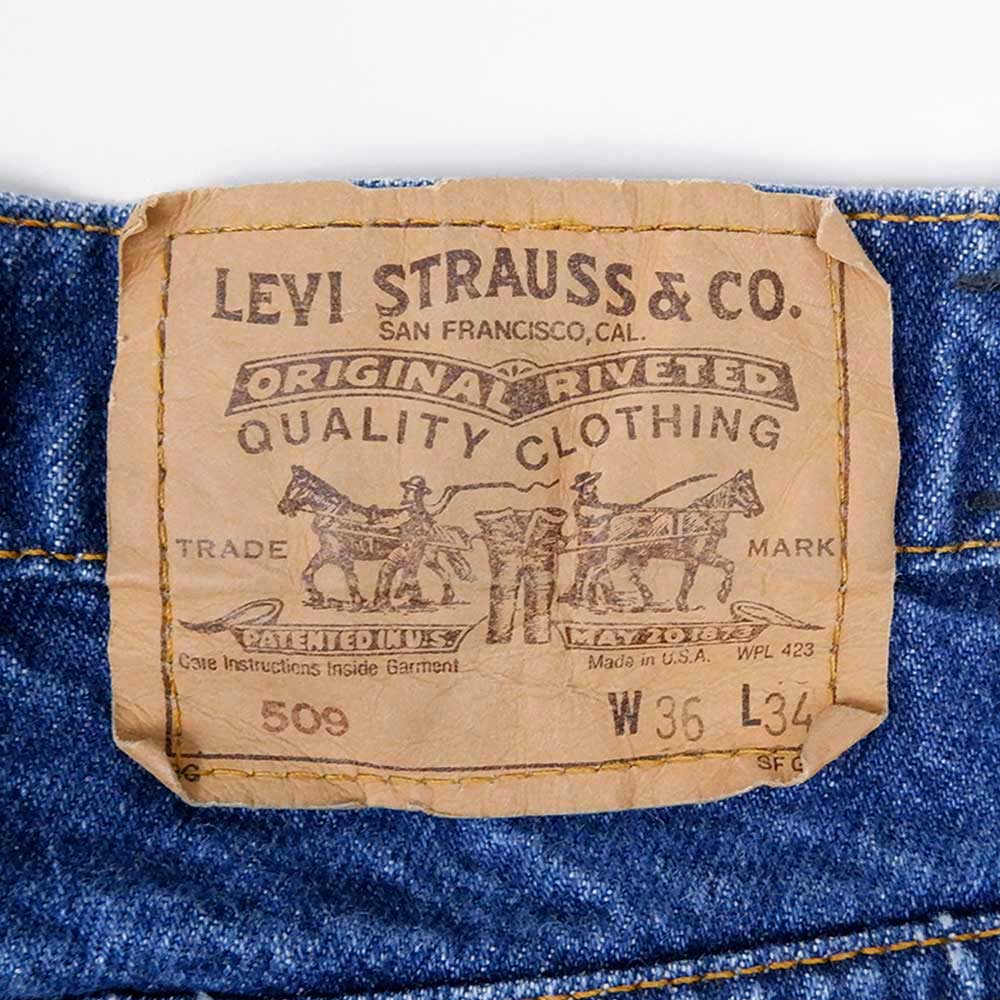 LEVI STRAUSS & CO.
SAN FRANCISCO, CAL.
ORIGINAL RIVETED
QUALITY CLOTHING
TRADE MARK
PATENTED IN U.S. MAY 20 1873
Care Instructions Inside Garment Made in U.S.A. WPL 423
509 W 36 L 34
SF